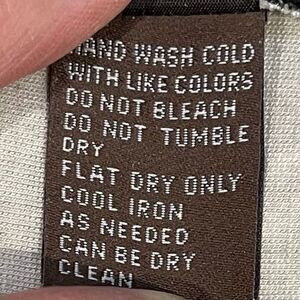 HAND WASH COLD
WITH LIKE COLORS
DO NOT BLEACH
DO NOT TUMBLE
DRY
FLAT DRY ONLY
COOL IRON
AS NEEDED
CAN BE DRY
CLEAN